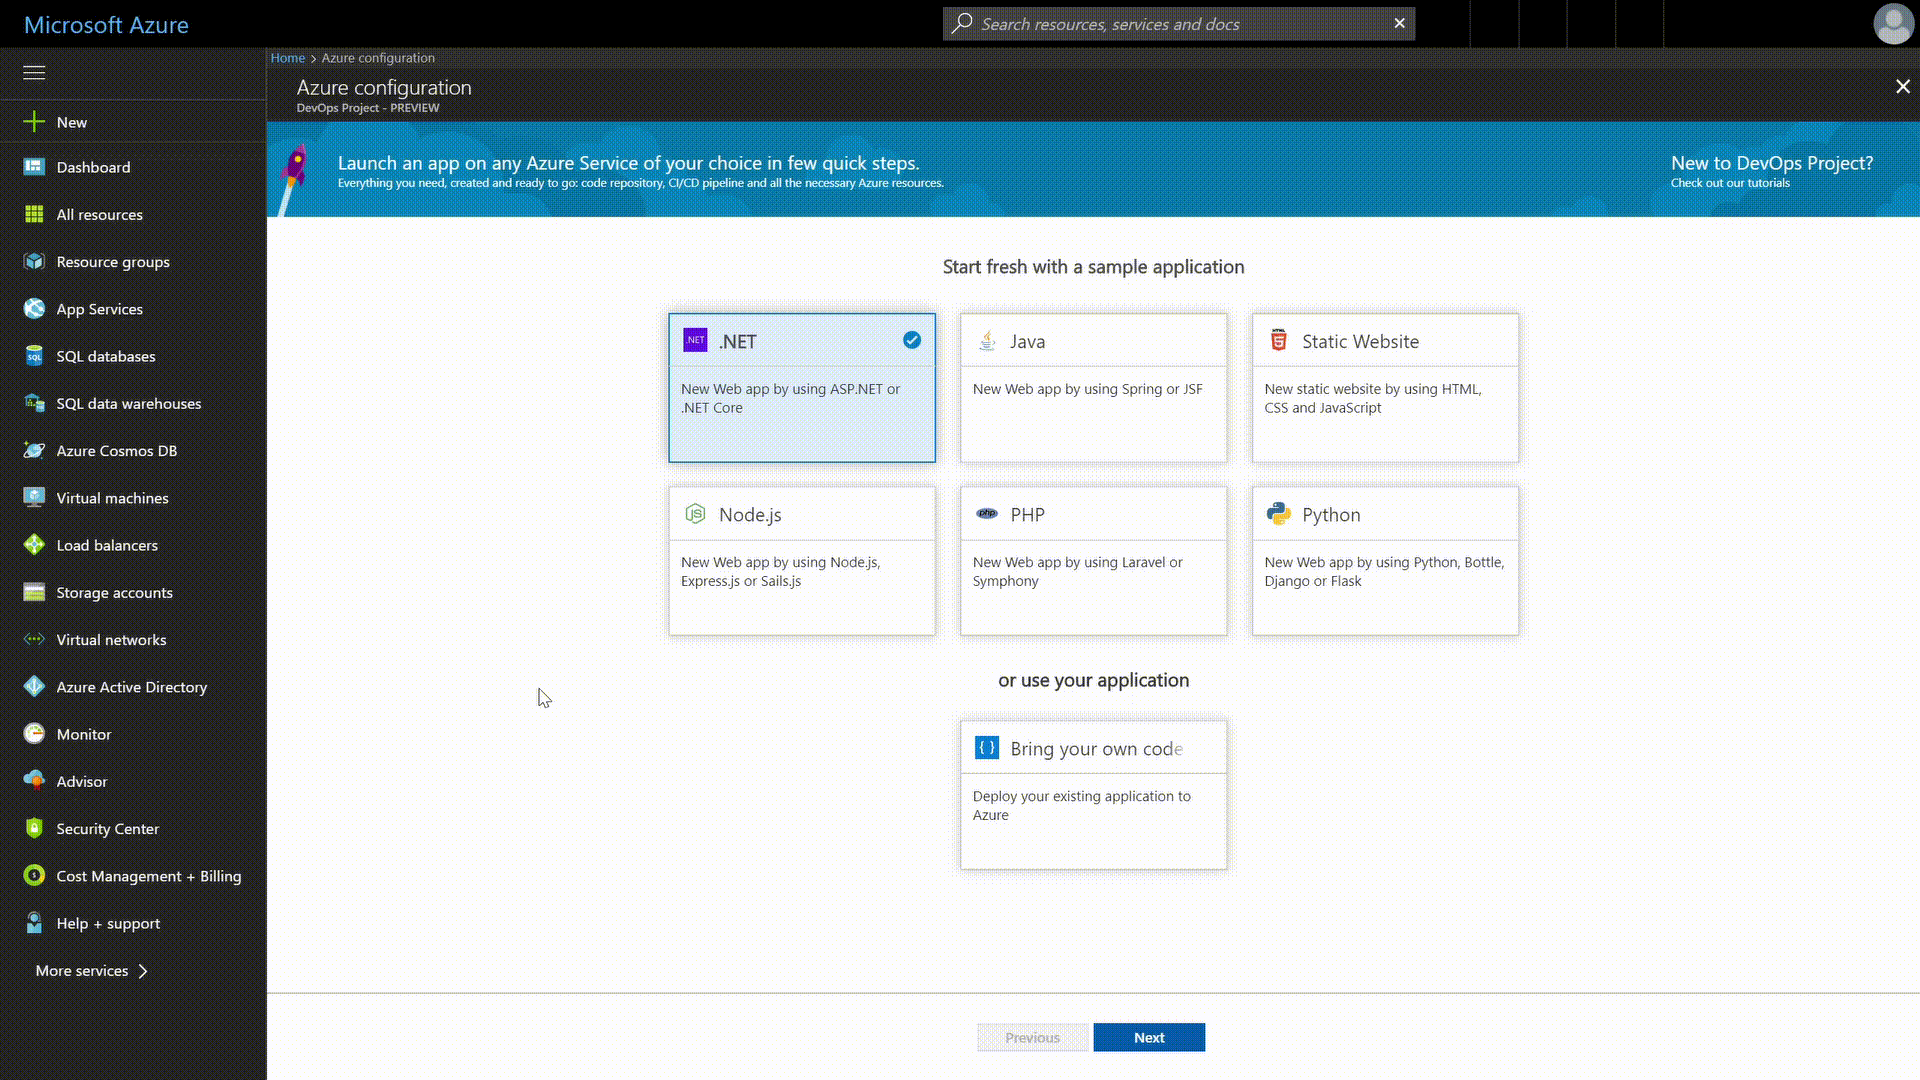 Microsoft Azure
Search resources, services and docs
Home > Azure configuration
Azure configuration
DevOps Project - PREVIEW
New
Dashboard
All resources
Resource groups
App Services
SQL databases
SQL data warehouses
Azure Cosmos DB
Virtual machines
Load balancers
Storage accounts
Virtual networks
Azure Active Directory
Monitor
Advisor
Security Center
Cost Management + Billing
Help + support
More services
Launch an app on any Azure Service of your choice in few quick steps.
Everything you need, created and ready to go: code repository, CI/CD pipeline and all the necessary Azure resources.
New to DevOps Project?
Check out our tutorials
Start fresh with a sample application
.NET
.NET
New Web app by using ASP.NET or
.NET Core
Java
New Web app by using Spring or JSF
HTML
5
Static Website
New static website by using HTML,
CSS and JavaScript
JS
Node.js
New Web app by using Node.js,
Express.js or Sails.js
php
PHP
New Web app by using Laravel or
Symphony
Python
New Web app by using Python, Bottle,
Django or Flask
or use your application
{ }
Bring your own code
Deploy your existing application to
Azure
Previous
Next